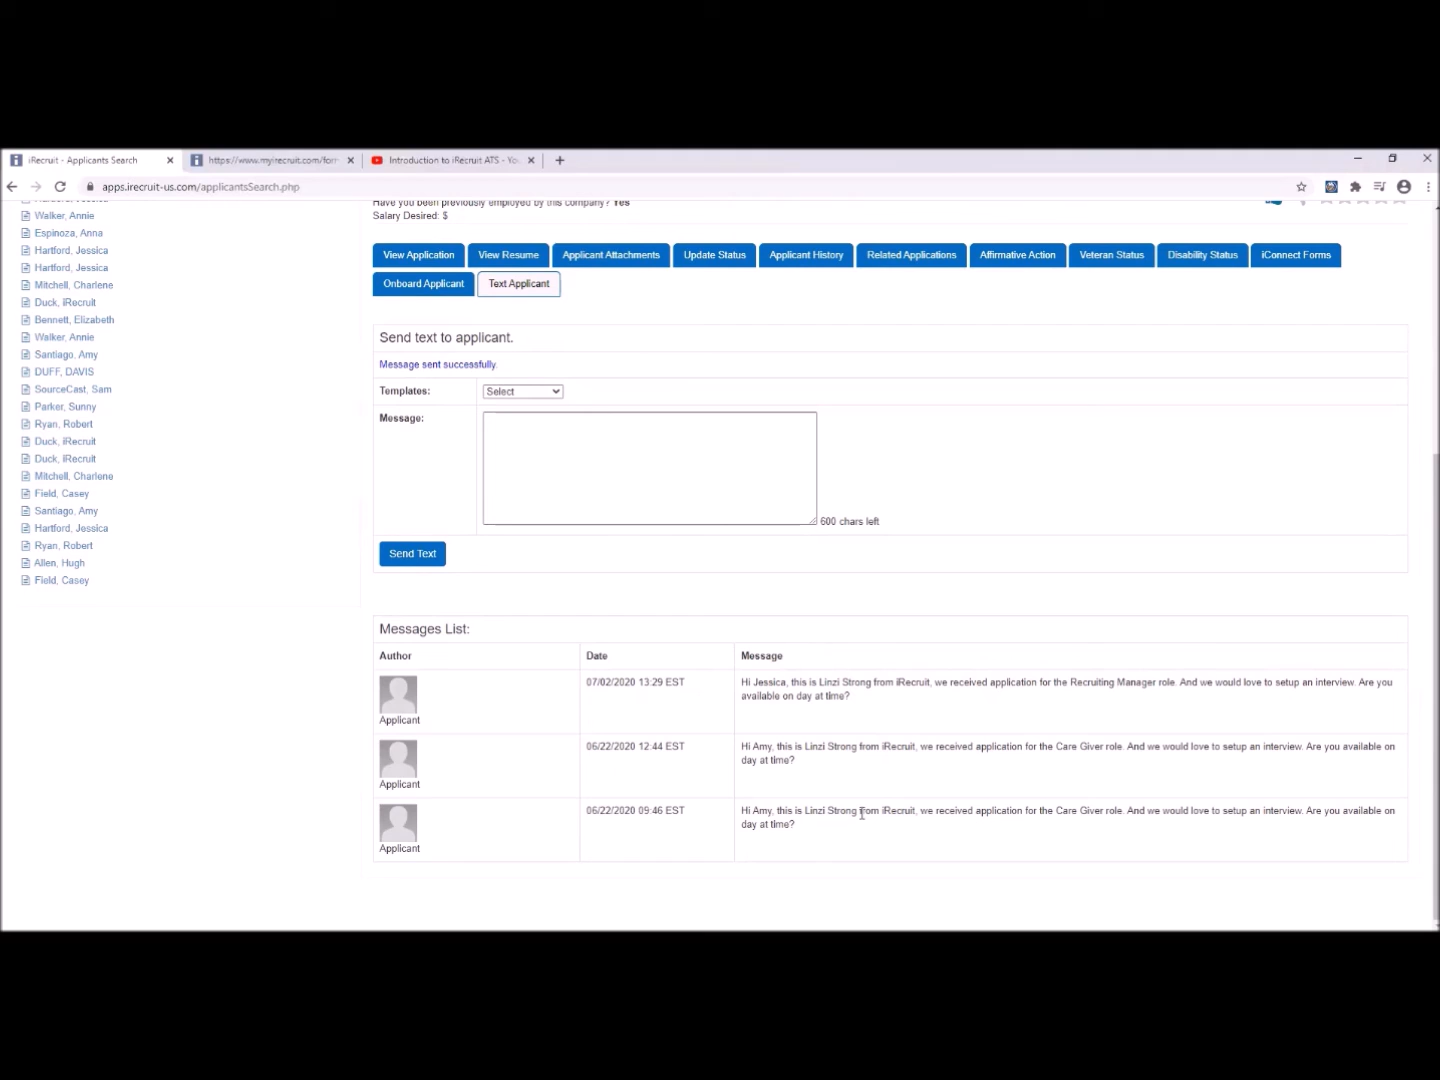 iRecruit - Applicants Search
https://www.myirecruit.com/for
Introduction to iRecruit ATS - Yo
apps.irecruit-us.com/applicantsSearch.php
Walker, Annie
Espinoza, Anna
Hartford, Jessica
Hartford, Jessica
Mitchell, Charlene
Duck, iRecruit
Bennett, Elizabeth
Walker, Annie
Santiago, Amy
DUFF, DAVIS
SourceCast, Sam
Parker, Sunny
Ryan, Robert
Duck, iRecruit
Duck, iRecruit
Mitchell, Charlene
Field, Casey
Santiago, Amy
Hartford, Jessica
Ryan, Robert
Allen, Hugh
Field, Casey
Have you been previously employed by this company? Yes
Salary Desired: $
View Application View Resume Applicant Attachments Update Status Applicant History Related Applications Affirmative Action Veteran Status Disability Status iConnect Forms
Onboard Applicant Text Applicant
Send text to applicant.
Message sent successfully.
Templates: Select
Message:
600 chars left
Send Text
Messages List:
Author Date Message
07/02/2020 13:29 EST Hi Jessica, this is Linzi Strong from iRecruit, we received application for the Recruiting Manager role. And we would love to setup an interview. Are you
available on day at time?
Applicant
06/22/2020 12:44 EST Hi Amy, this is Linzi Strong from iRecruit, we received application for the Care Giver role. And we would love to setup an interview. Are you available on
day at time?
Applicant
06/22/2020 09:46 EST Hi Amy, this is Linzi Strong from iRecruit, we received application for the Care Giver role. And we would love to setup an interview. Are you available on
day at time?
Applicant